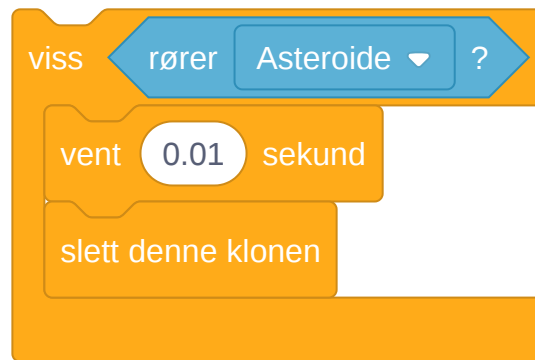 viss rører Asteroide ?
vent 0.01 sekund
slett denne klonen